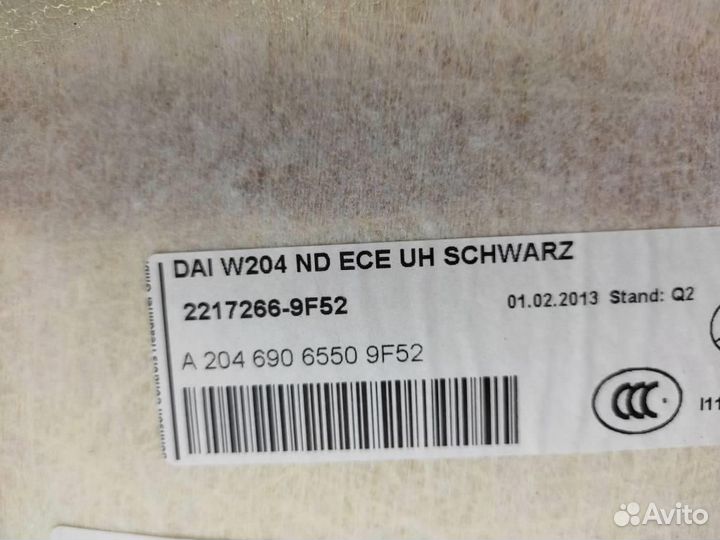 DAI W204 ND ECE UH SCHWARZ
2217266-9F52
01.02.2013 Stand: Q2
A 204 690 6550 9F52
CCC
I11
Avito